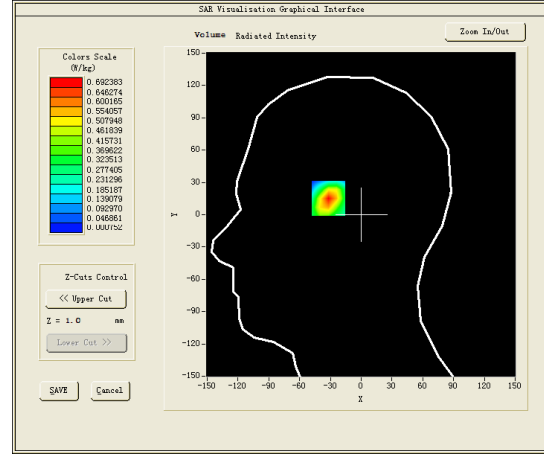 SAR Visualisation Graphical Interface
Volume Radiated Intensity
Zoom In/Out
Colors Scale
(W/kg)
0.692383
0.646274
0.600165
0.554057
0.507948
0.461839
0.415731
0.369622
0.323513
0.277405
0.231296
0.185187
0.139079
0.092970
0.046861
0.000752
Z-Cuts Control
<< Upper Cut
Z = 1.0 mm
Lower Cut >>
SAVE Cancel
150
120
90
60
30
Y 0
-30
-60
-90
-120
-150
-150 -120 -90 -60 -30 0 30 60 90 120 150
X